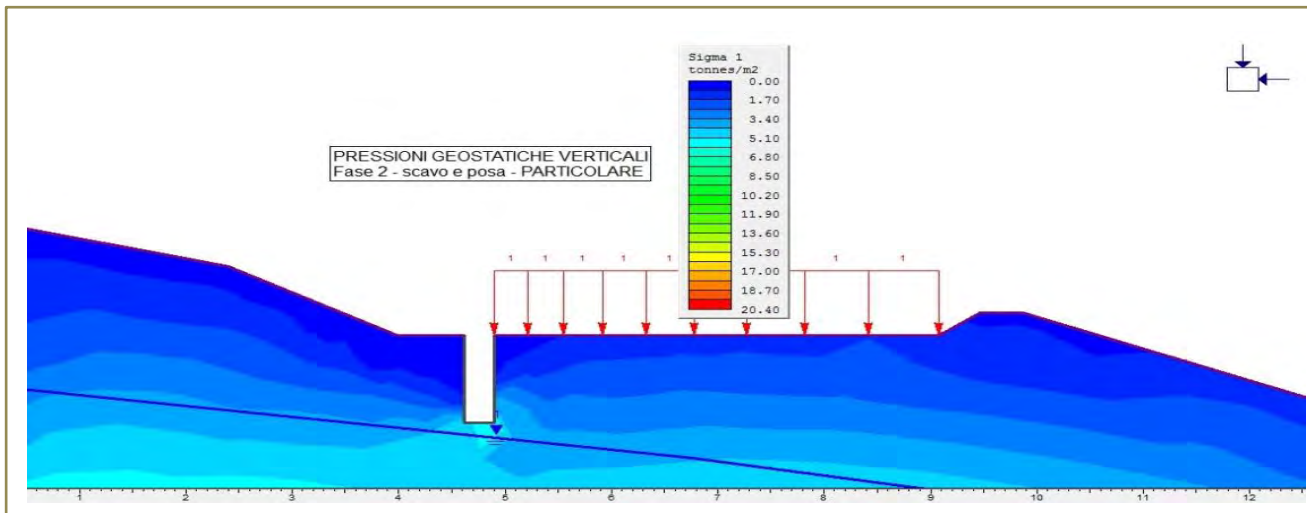 Sigma 1
tonnes/m2
0.00
1.70
3.40
5.10
6.80
8.50
10.20
11.90
13.60
15.30
17.00
18.70
20.40
PRESSIONI GEOSTATICHE VERTICALI
Fase 2 - scavo e posa - PARTICOLARE
1 1 1 1 1 1 1
1
1 2 3 4 5 6 7 8 9 10 11 12